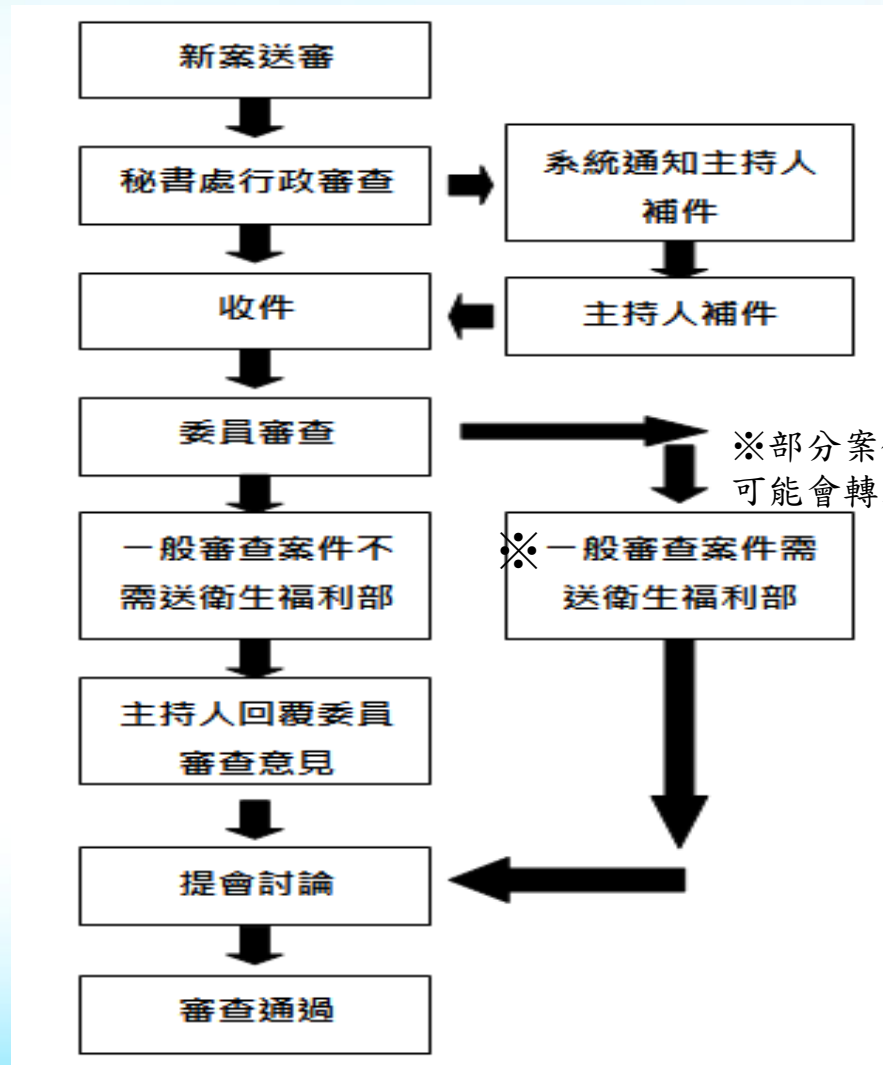 新案送審
秘書處行政審查
系統通知主持人
補件
收件
主持人補件
委員審查
※部分案
可能會轉
一般審查案件不
需送衛生福利部
※一般審查案件需
送衛生福利部
主持人回覆委員
審查意見
提會討論
審查通過